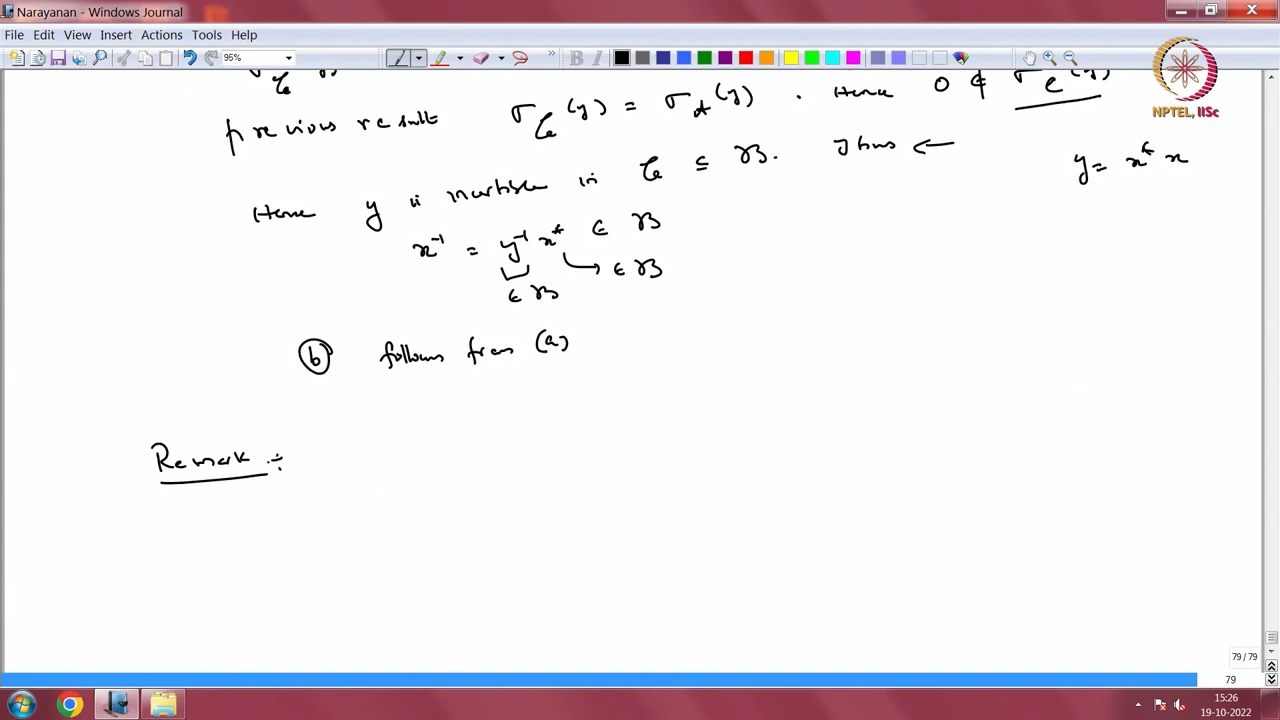 Narayanan - Windows Journal
File Edit View Insert Actions Tools Help
95%
NPTEL, IISc
previous results σ_𝒞(y) = σ_A(y). Hence 0 ∉ σ_𝒞(y)
Hence y is invertible in 𝒞 ⊆ ℬ. Thus ←
y = x* x
x⁻¹ = y⁻¹ x* ∈ ℬ
∈ ℬ
∈ ℬ
(b) follows from (a)
Remark ÷
79 / 79
79
15:26
19-10-2022